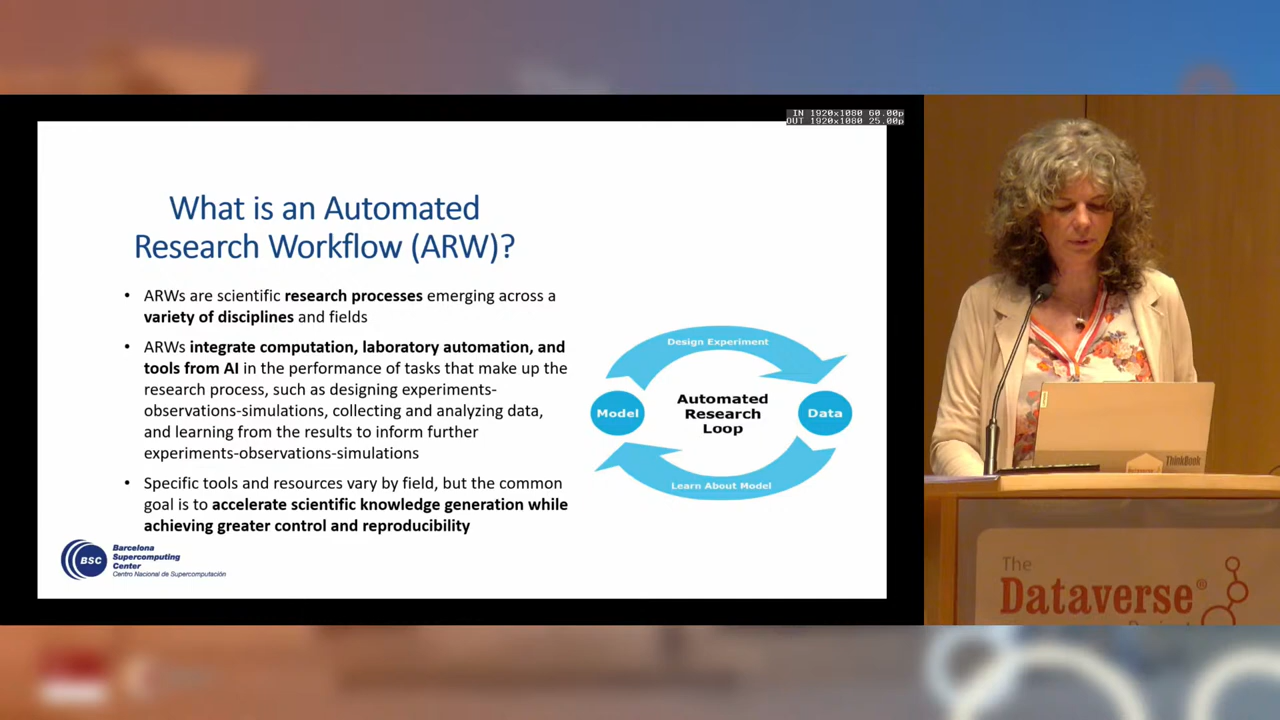 IN 1920x1080 60.00p
OUT 1920x1080 25.00p
What is an Automated
Research Workflow (ARW)?
• ARWs are scientific research processes emerging across a
variety of disciplines and fields
• ARWs integrate computation, laboratory automation, and
tools from AI in the performance of tasks that make up the
research process, such as designing experiments-
observations-simulations, collecting and analyzing data,
and learning from the results to inform further
experiments-observations-simulations
• Specific tools and resources vary by field, but the common
goal is to accelerate scientific knowledge generation while
achieving greater control and reproducibility
Design Experiment
Model
Automated
Research
Loop
Data
Learn About Model
BSC
Barcelona
Supercomputing
Center
Centro Nacional de Supercomputación
ThinkBook
The
Dataverse®
Project